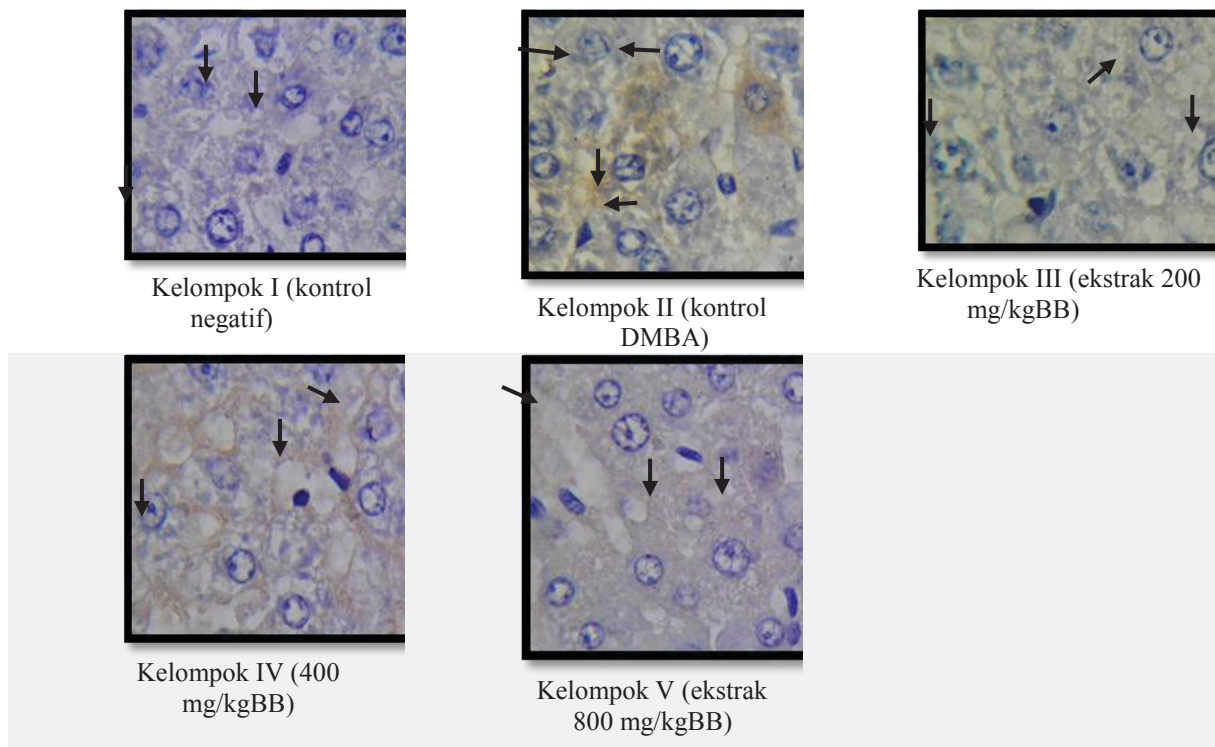 Kelompok I (kontrol
negatif)
Kelompok II (kontrol
DMBA)
Kelompok III (ekstrak 200
mg/kgBB)
Kelompok IV (400
mg/kgBB)
Kelompok V (ekstrak
800 mg/kgBB)